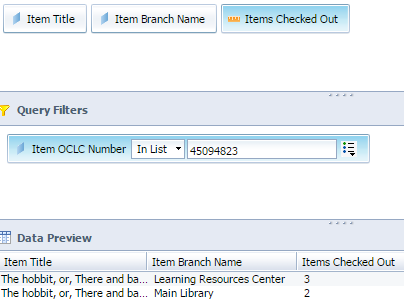 Item Title Item Branch Name Items Checked Out
Query Filters
Item OCLC Number In List 45094823
Data Preview
Item Title Item Branch Name Items Checked Out
The hobbit, or, There and ba... Learning Resources Center 3
The hobbit, or, There and ba... Main Library 2